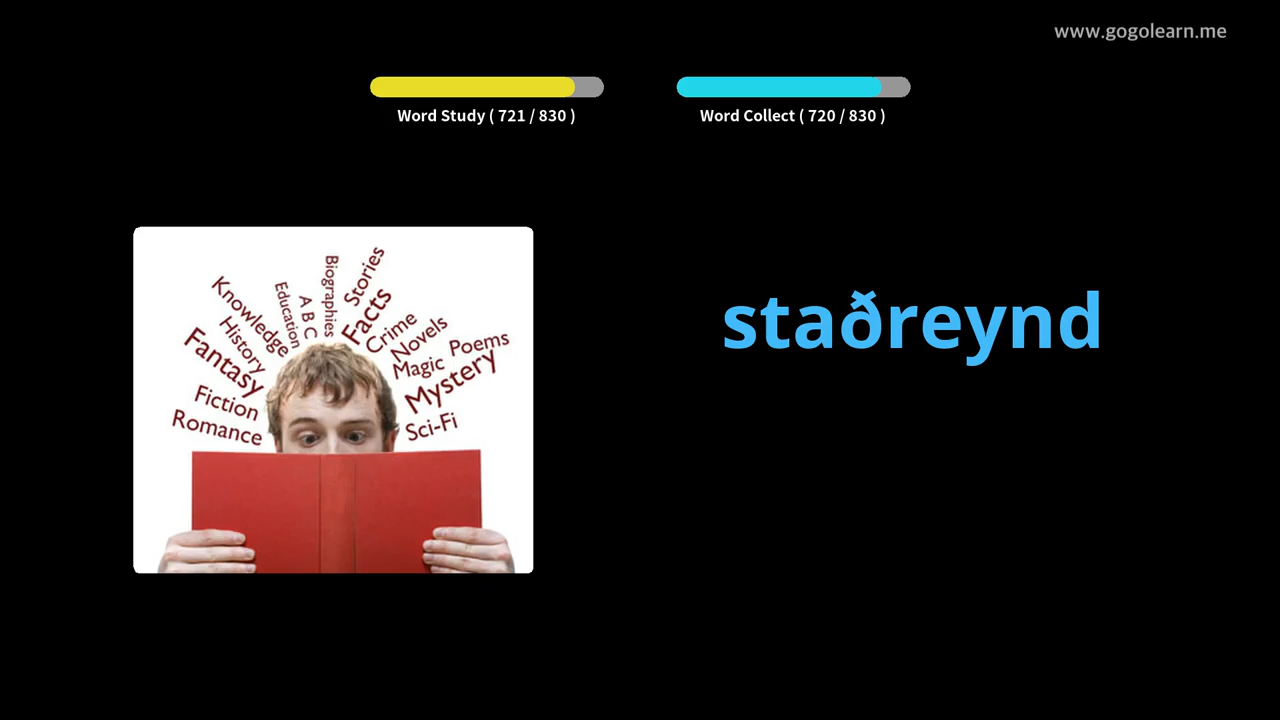 www.gogolearn.me
Word Study ( 721 / 830 )
Word Collect ( 720 / 830 )
Romance
Fiction
Fantasy
History
Knowledge
Education
A B C
Biographies
Stories
Facts
Crime
Novels
Magic
Poems
Mystery
Sci-Fi
staðreynd